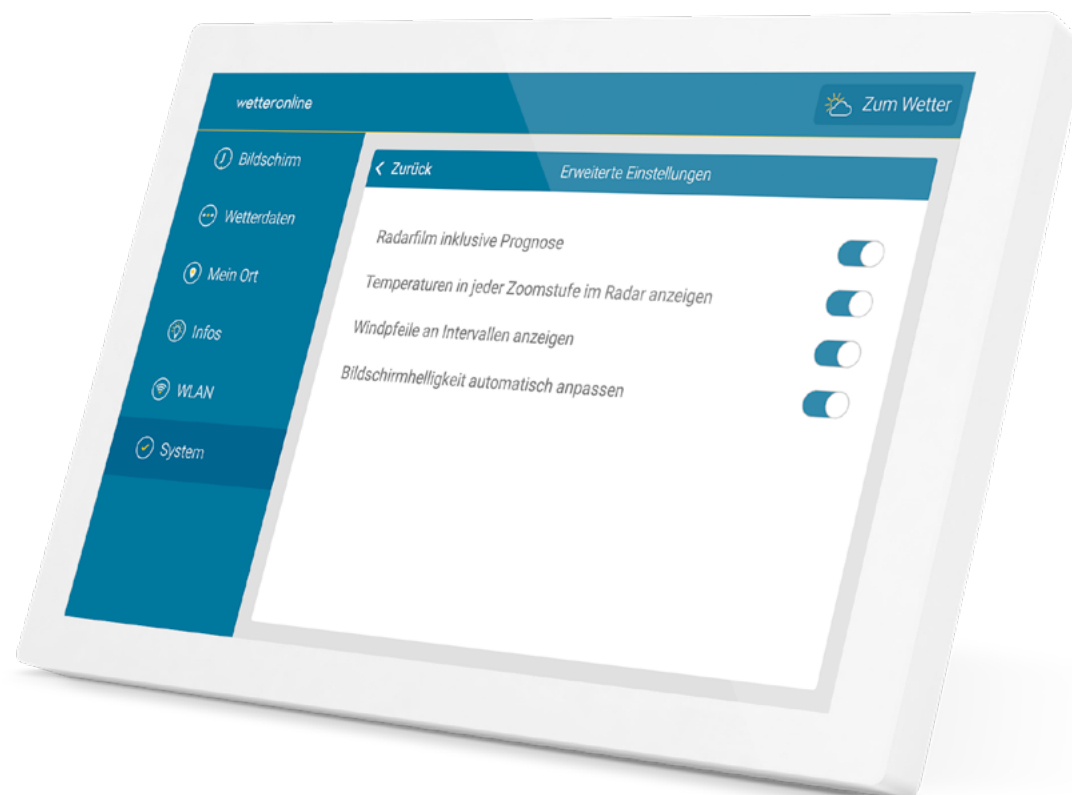 wetteronline
Zum Wetter
Bildschirm
Wetterdaten
Mein Ort
Infos
WLAN
System
Zurück
Erweiterte Einstellungen
Radarfilm inklusive Prognose
Temperaturen in jeder Zoomstufe im Radar anzeigen
Windpfeile an Intervallen anzeigen
Bildschirmhelligkeit automatisch anpassen